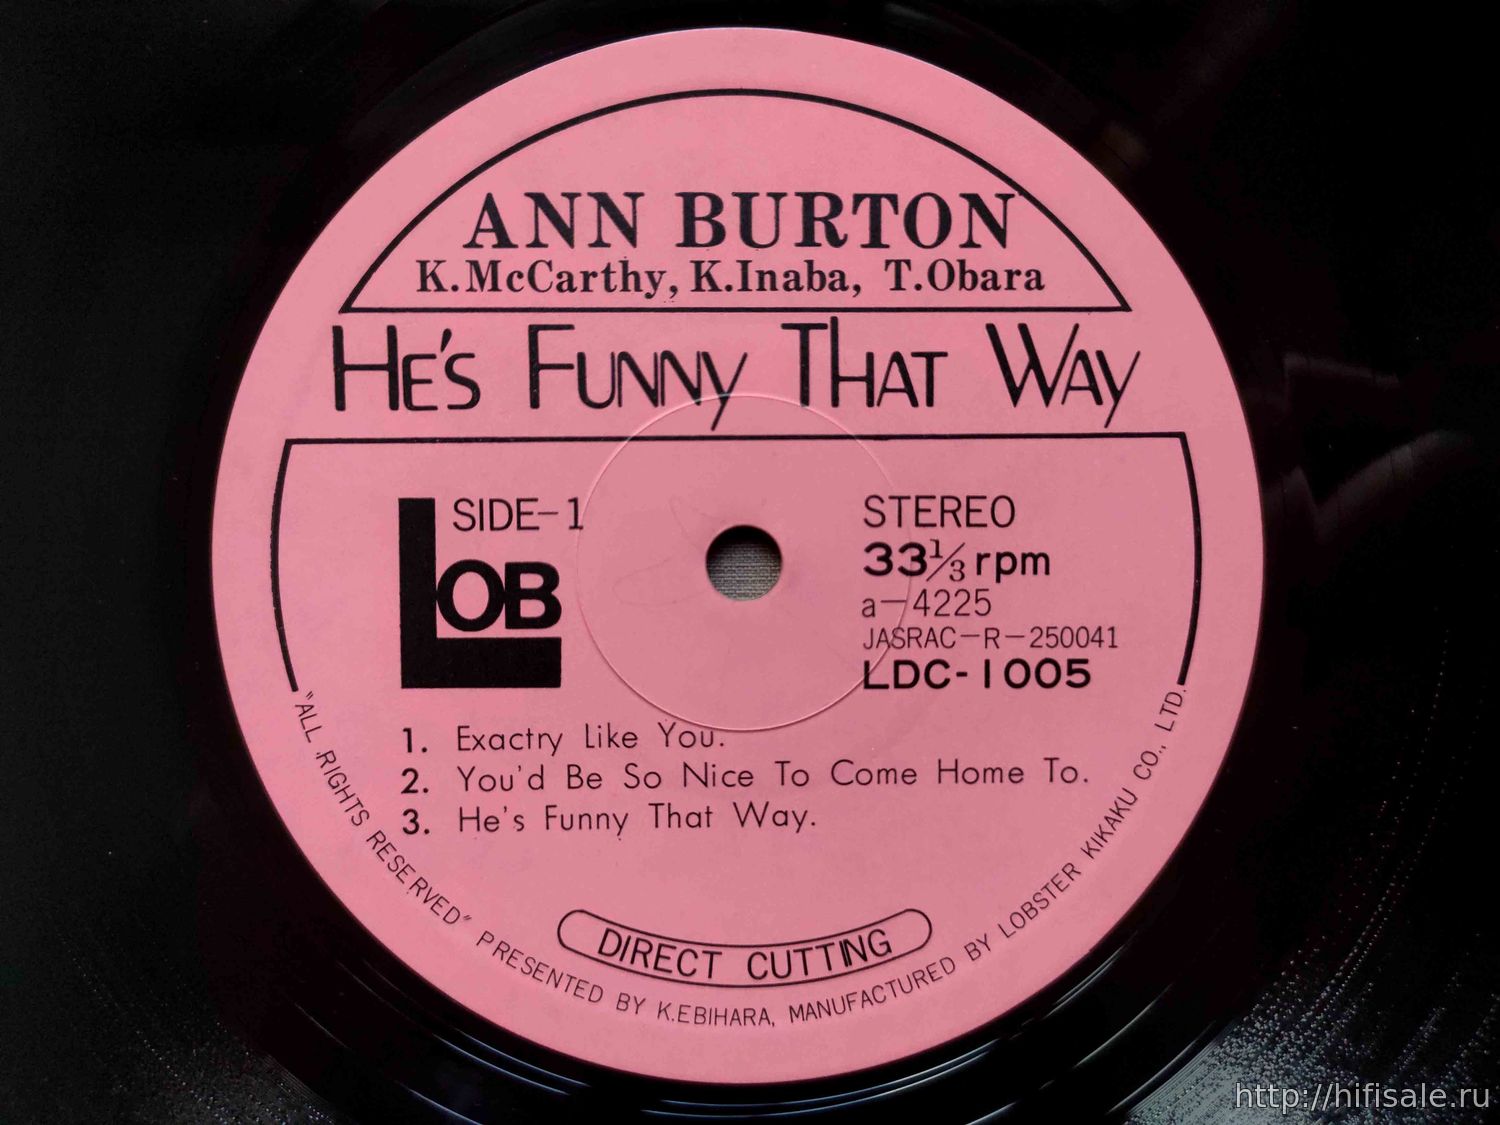 ANN BURTON
K.McCarthy, K.Inaba, T.Obara
HE'S FUNNY THAT WAY
SIDE-1
LOB
STEREO
33 1/3 rpm
a-4225
JASRAC-R-250041
LDC-1005
1. Exactry Like You.
2. You'd Be So Nice To Come Home To.
3. He's Funny That Way.
DIRECT CUTTING
"ALL RIGHTS RESERVED" PRESENTED BY K.EBIHARA, MANUFACTURED BY LOBSTER KIKAKU CO., LTD.
http://hifisale.ru